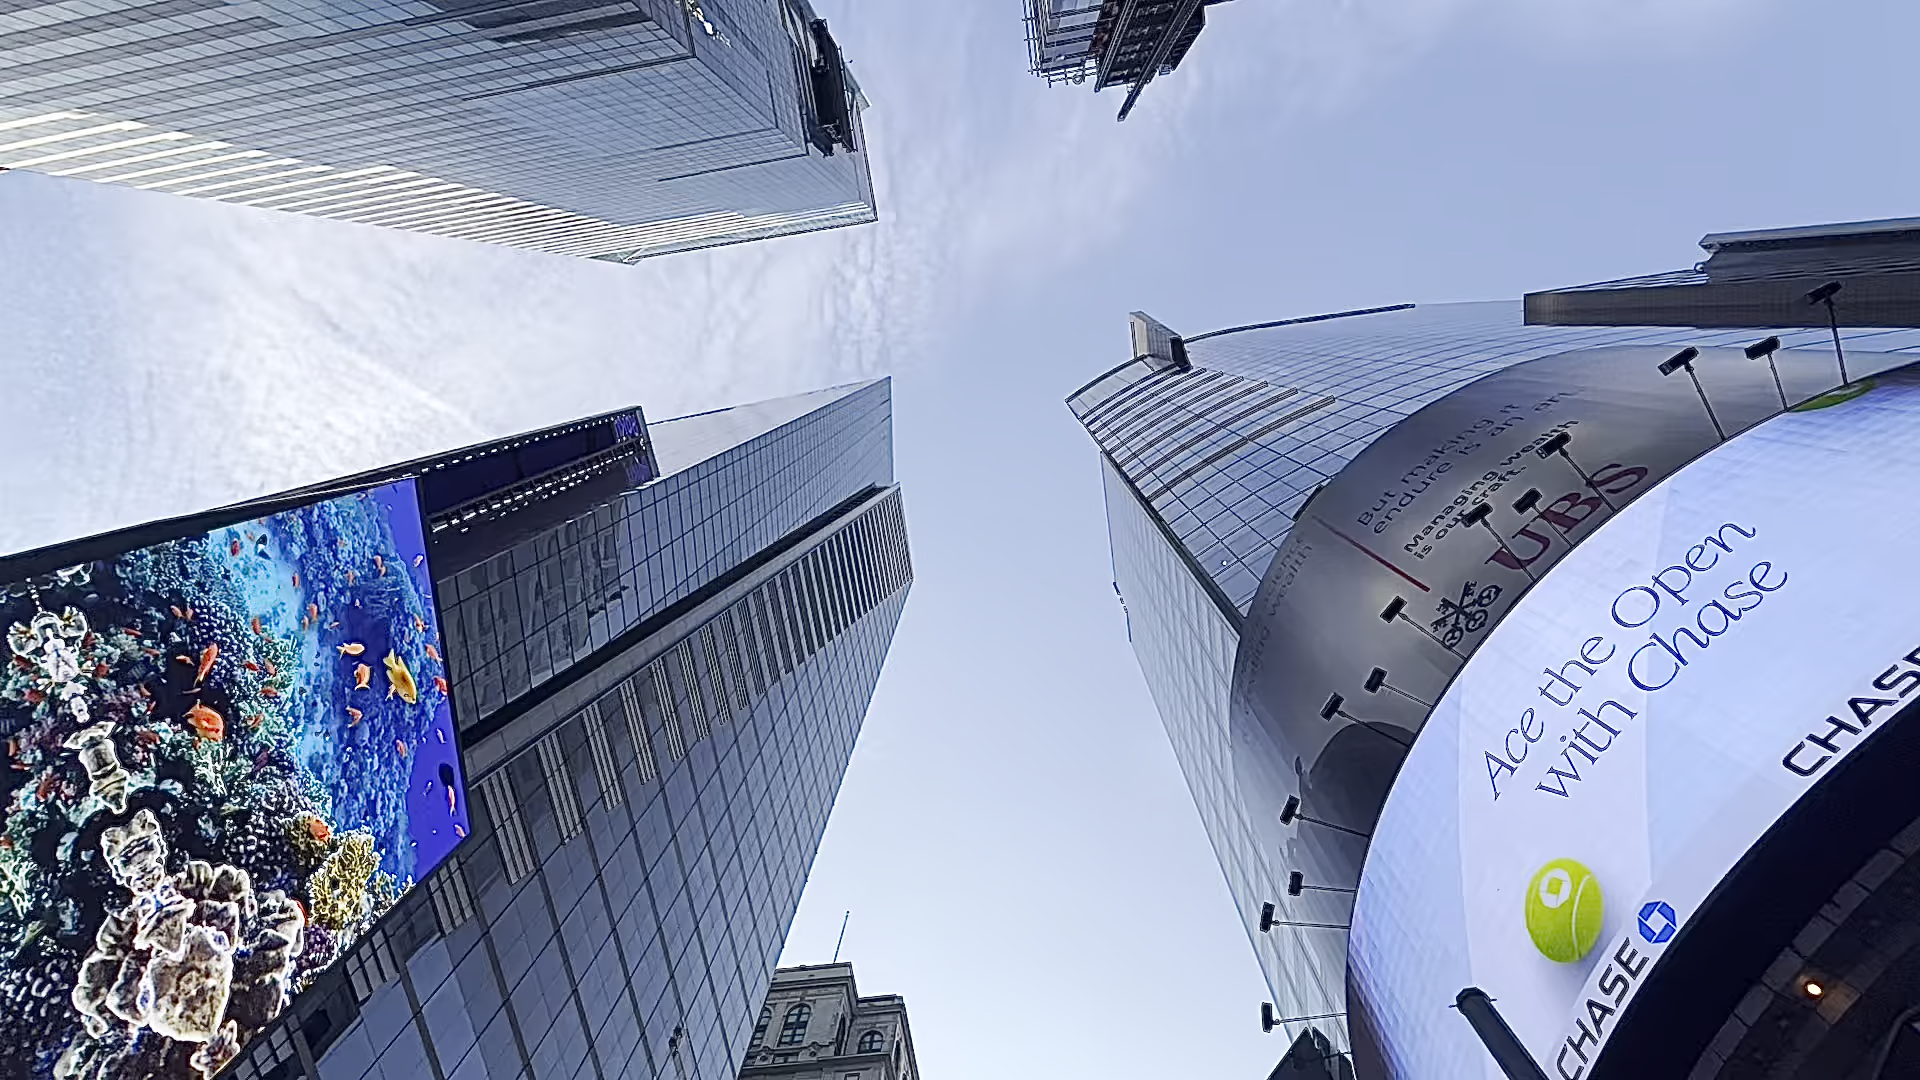 But making it
endure is an art
Managing wealth
is our craft.
UBS
Ace the Open
with Chase
CHASE
CHASE